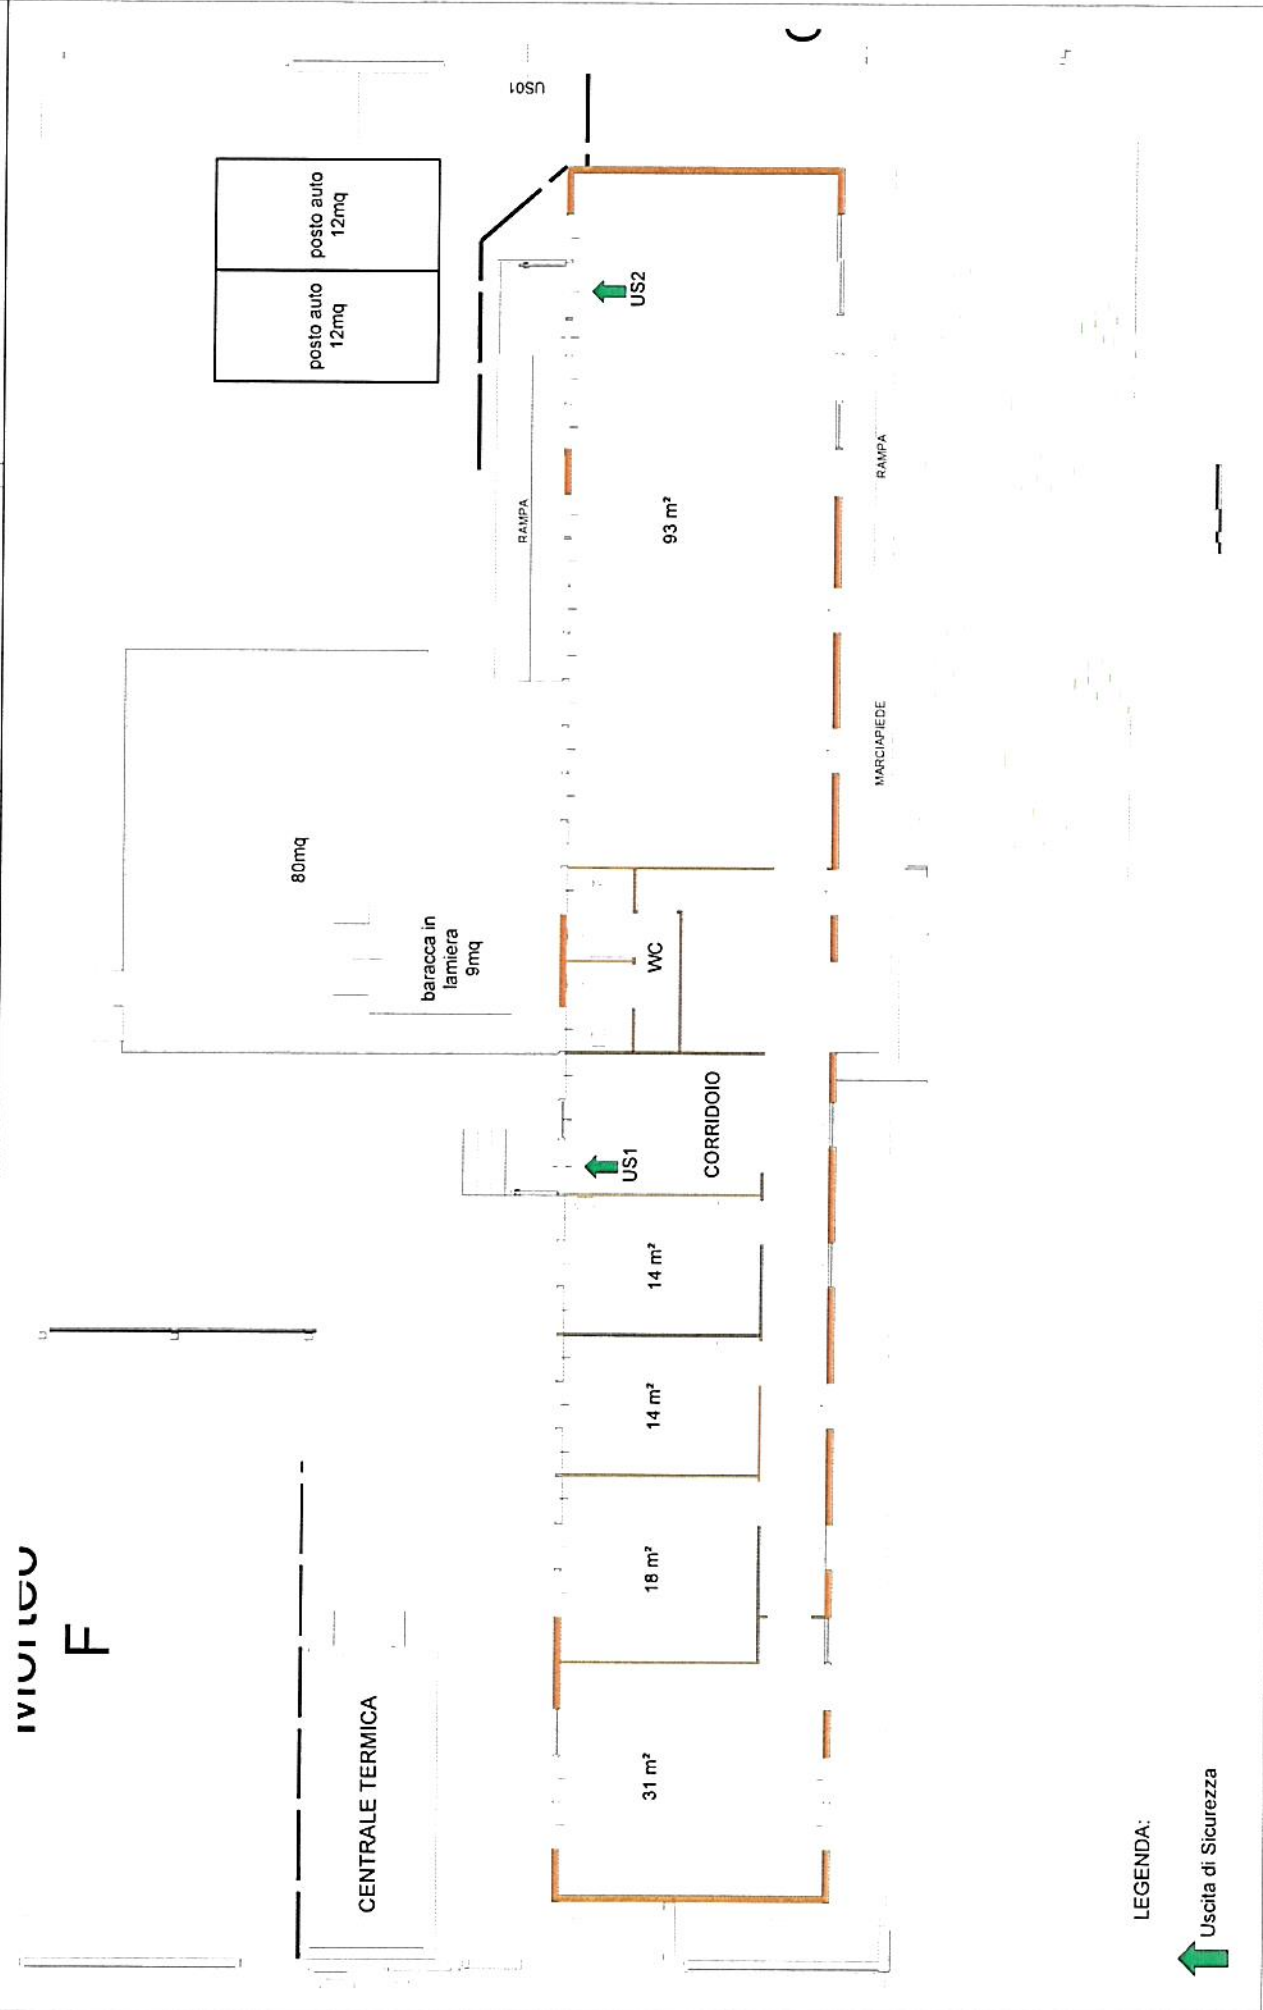 F
CENTRALE TERMICA
80mq
baracca in
lamiera
9mq
posto auto
12mq
posto auto
12mq
US01
RAMPA
US1
US2
31 m²
18 m²
14 m²
14 m²
CORRIDOIO
WC
93 m²
MARCIAPIEDE
RAMPA
LEGENDA:
Uscita di Sicurezza